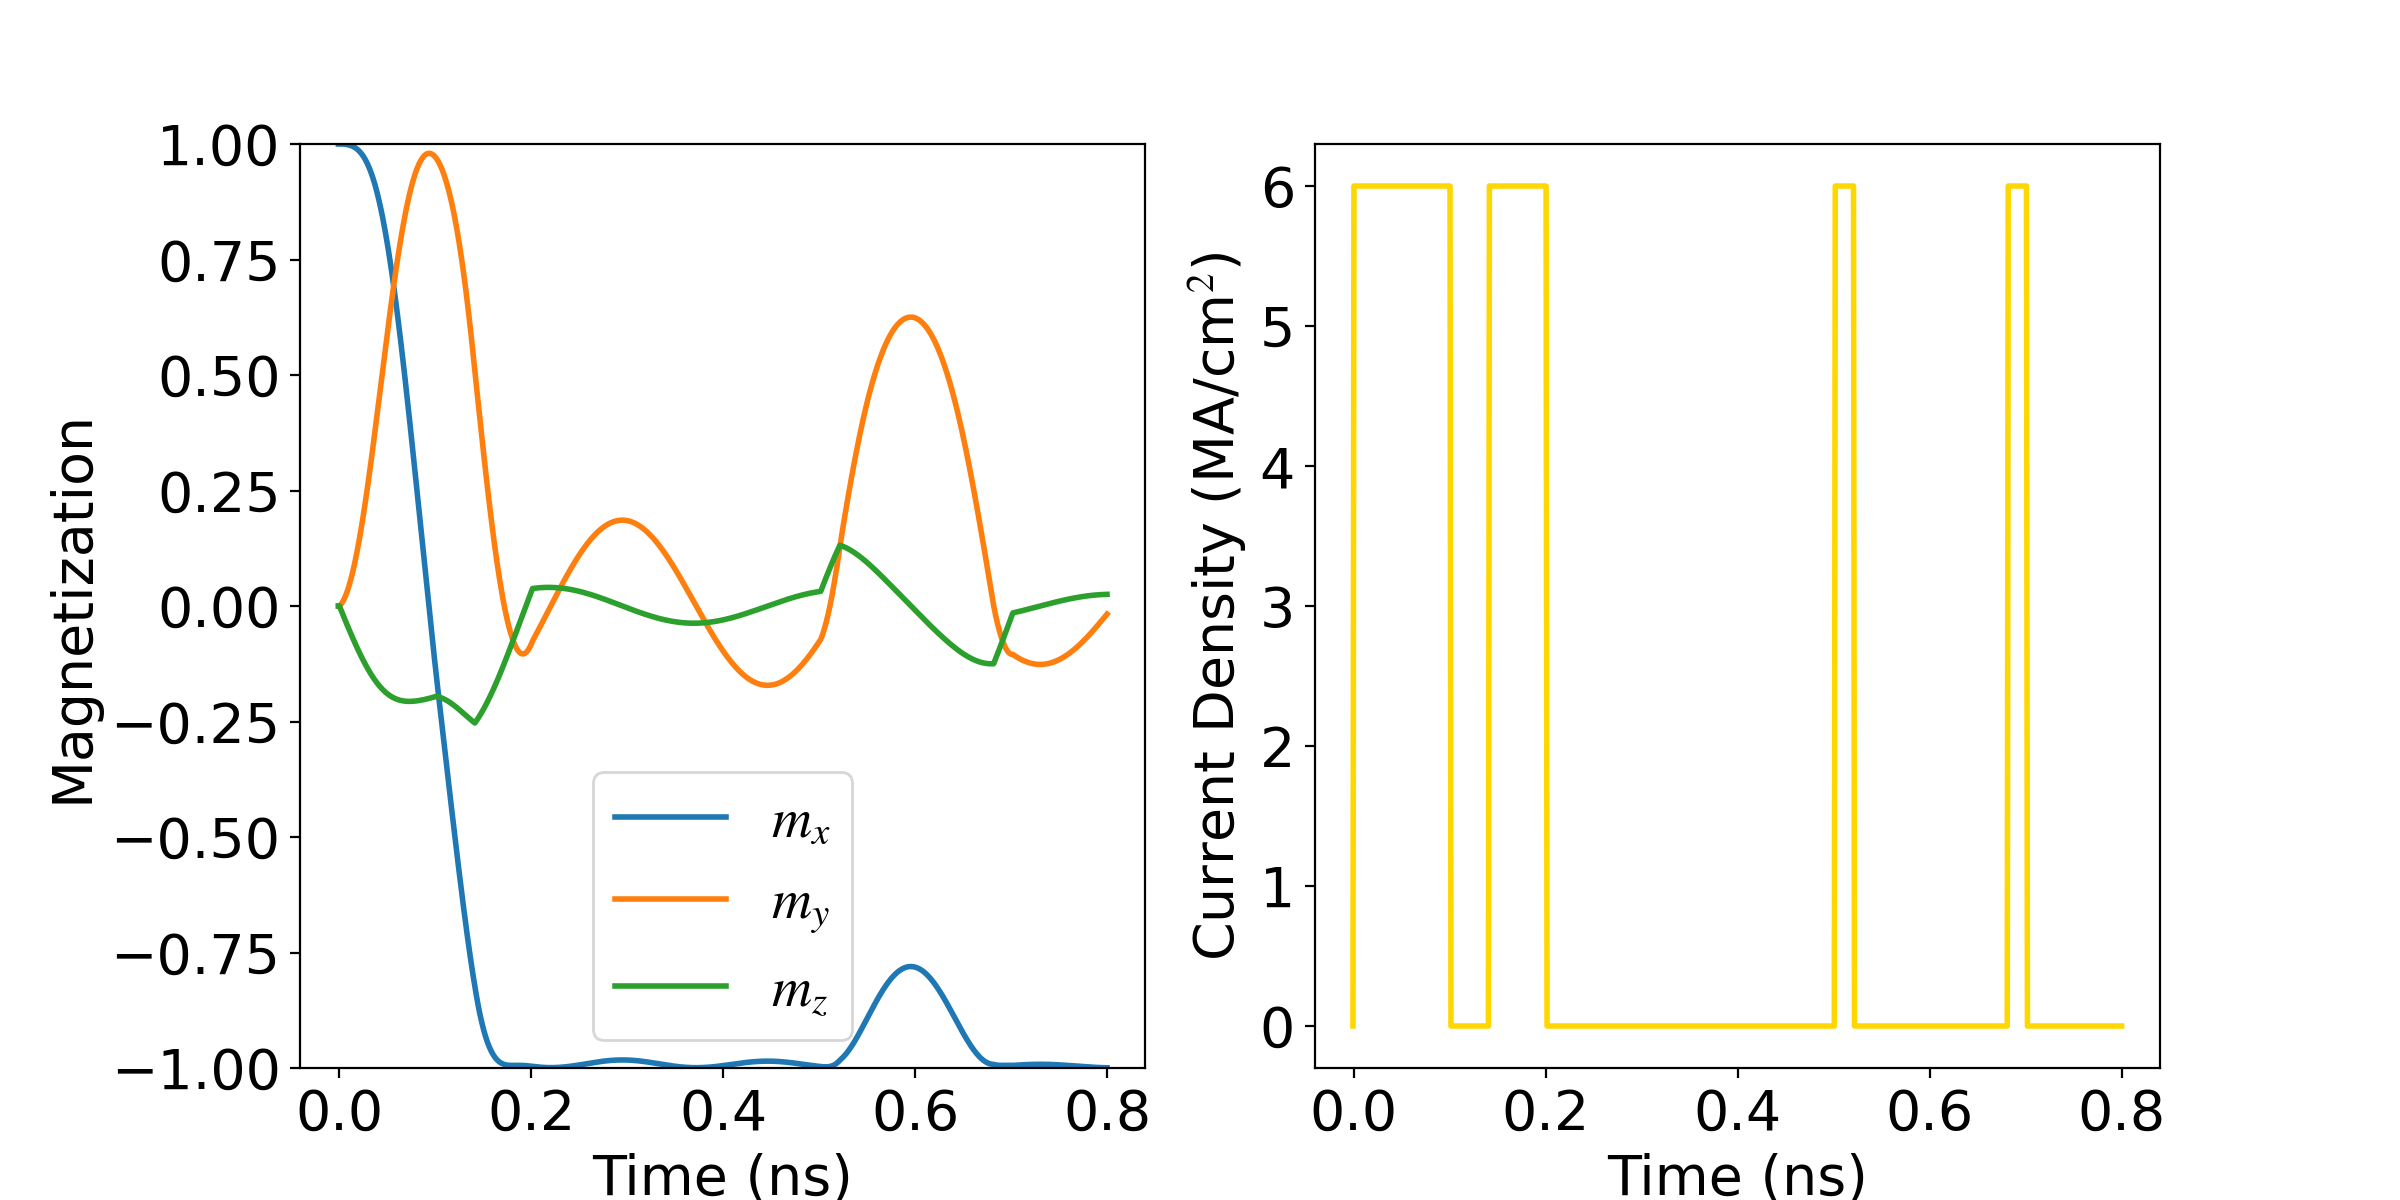 1.00
0.75
0.50
0.25
0.00
−0.25
−0.50
−0.75
−1.00
Magnetization
0.0 0.2 0.4 0.6 0.8
Time (ns)
m_x
m_y
m_z
6
5
4
3
2
1
0
Current Density (MA/cm²)
0.0 0.2 0.4 0.6 0.8
Time (ns)